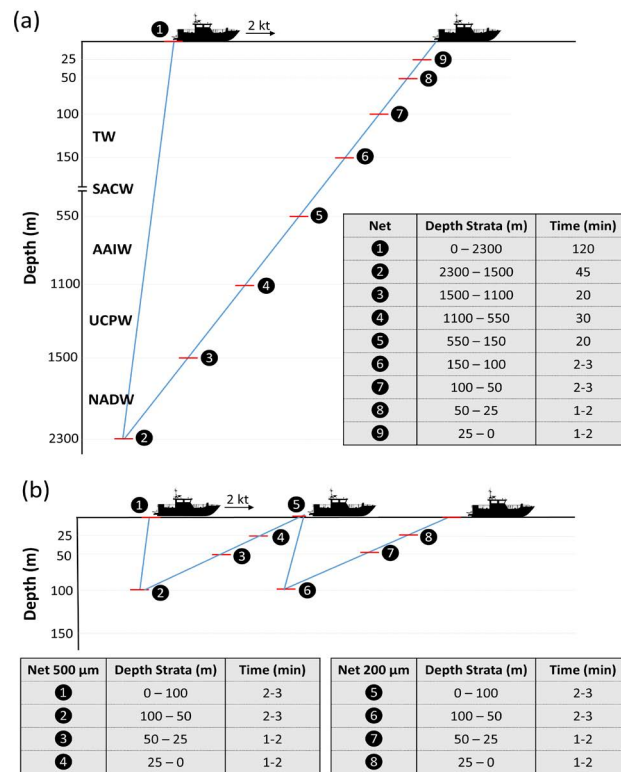 (a)
1
2 kt
25
50
100
150
550
1100
1500
2300
Depth (m)
TW
SACW
AAIW
UCPW
NADW
9
8
7
6
5
4
3
2
Net Depth Strata (m) Time (min)
1 0 – 2300 120
2 2300 – 1500 45
3 1500 – 1100 20
4 1100 – 550 30
5 550 – 150 20
6 150 – 100 2-3
7 100 – 50 2-3
8 50 – 25 1-2
9 25 – 0 1-2
(b)
1
2 kt
5
25
50
100
150
Depth (m)
4
3
2
8
7
6
Net 500 µm Depth Strata (m) Time (min)
1 0 – 100 2-3
2 100 – 50 2-3
3 50 – 25 1-2
4 25 – 0 1-2
Net 200 µm Depth Strata (m) Time (min)
5 0 – 100 2-3
6 100 – 50 2-3
7 50 – 25 1-2
8 25 – 0 1-2